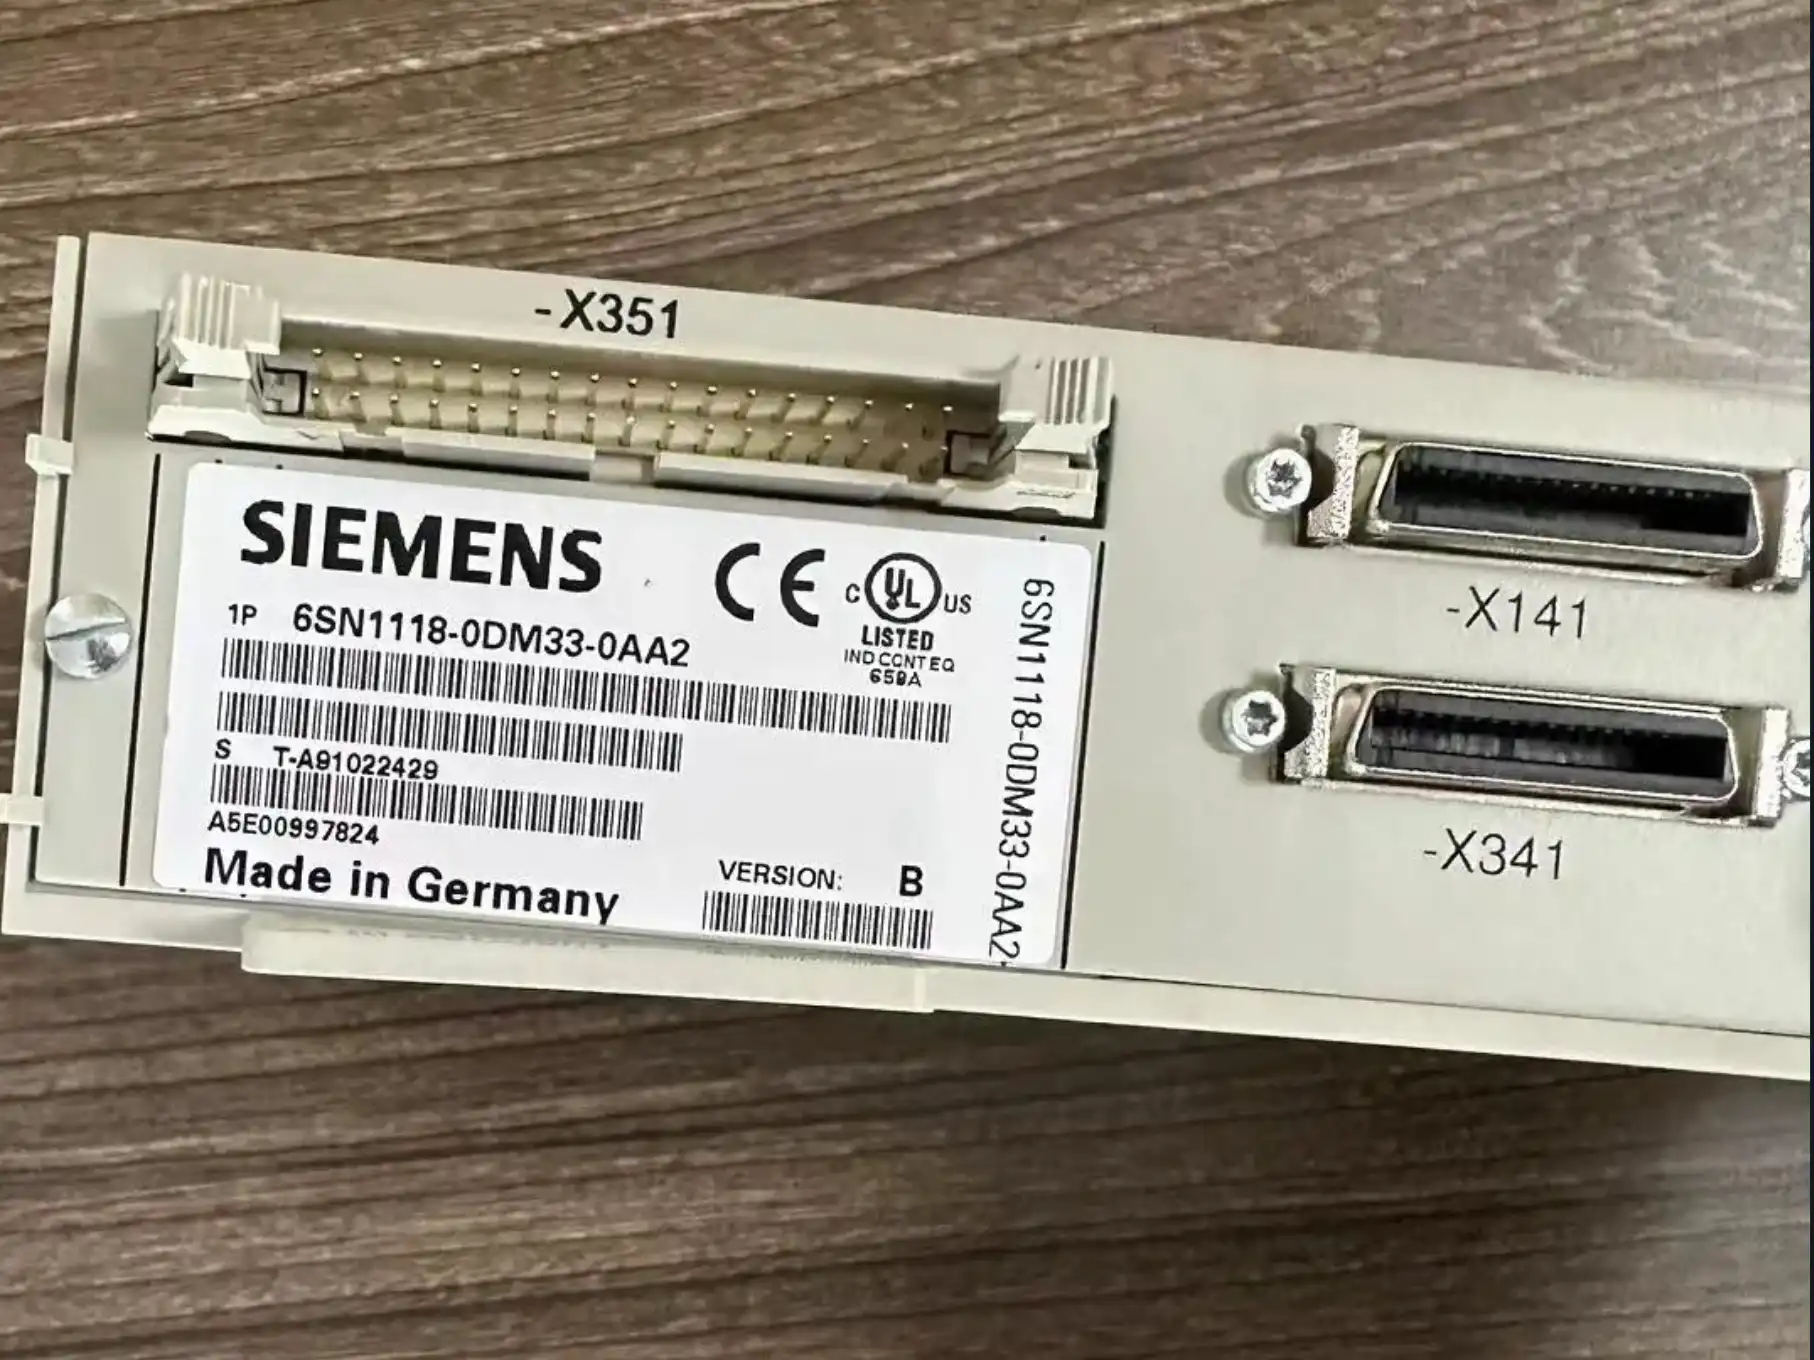 -X351
SIEMENS
1P 6SN1118-0DM33-0AA2
C UL US
LISTED
IND CONT EQ
S T-A91022429
A5E00997824
Made in Germany
VERSION: B
6SN1118-0DM33-0AA2
-X141
-X341